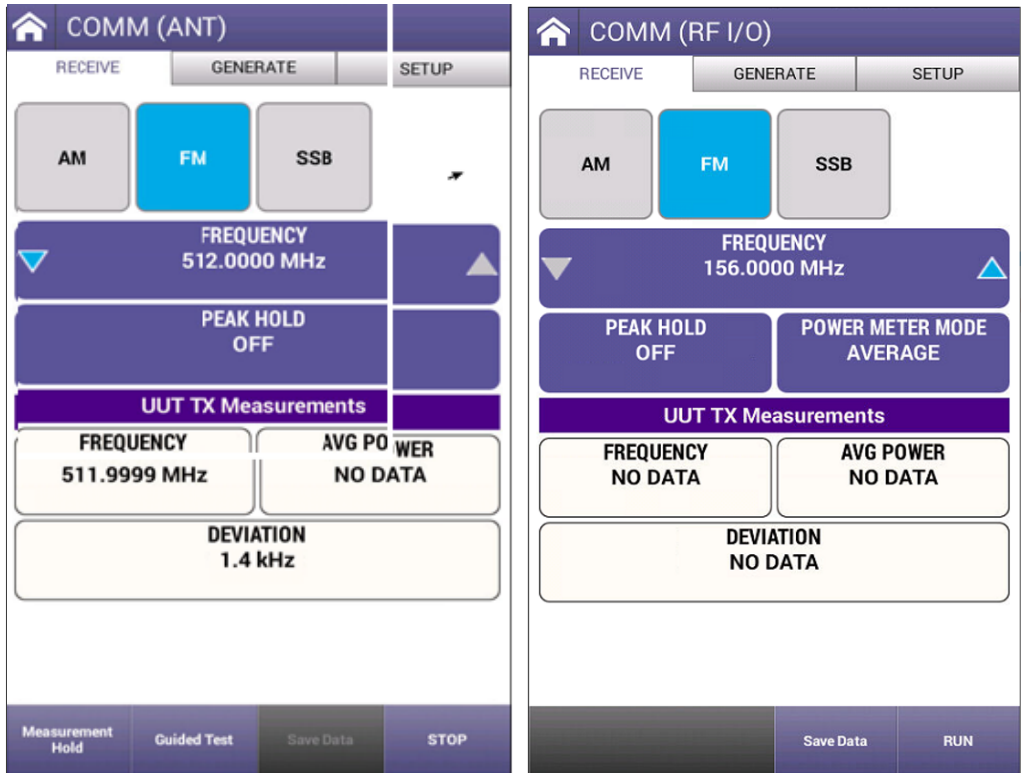 COMM (ANT)
RECEIVE GENERATE SETUP
AM FM SSB
FREQUENCY
512.0000 MHz
PEAK HOLD
OFF
UUT TX Measurements
FREQUENCY AVG POWER
511.9999 MHz NO DATA
DEVIATION
1.4 kHz
Measurement
Hold
Guided Test Save Data STOP
COMM (RF I/O)
RECEIVE GENERATE SETUP
AM FM SSB
FREQUENCY
156.0000 MHz
PEAK HOLD POWER METER MODE
OFF AVERAGE
UUT TX Measurements
FREQUENCY AVG POWER
NO DATA NO DATA
DEVIATION
NO DATA
Save Data RUN